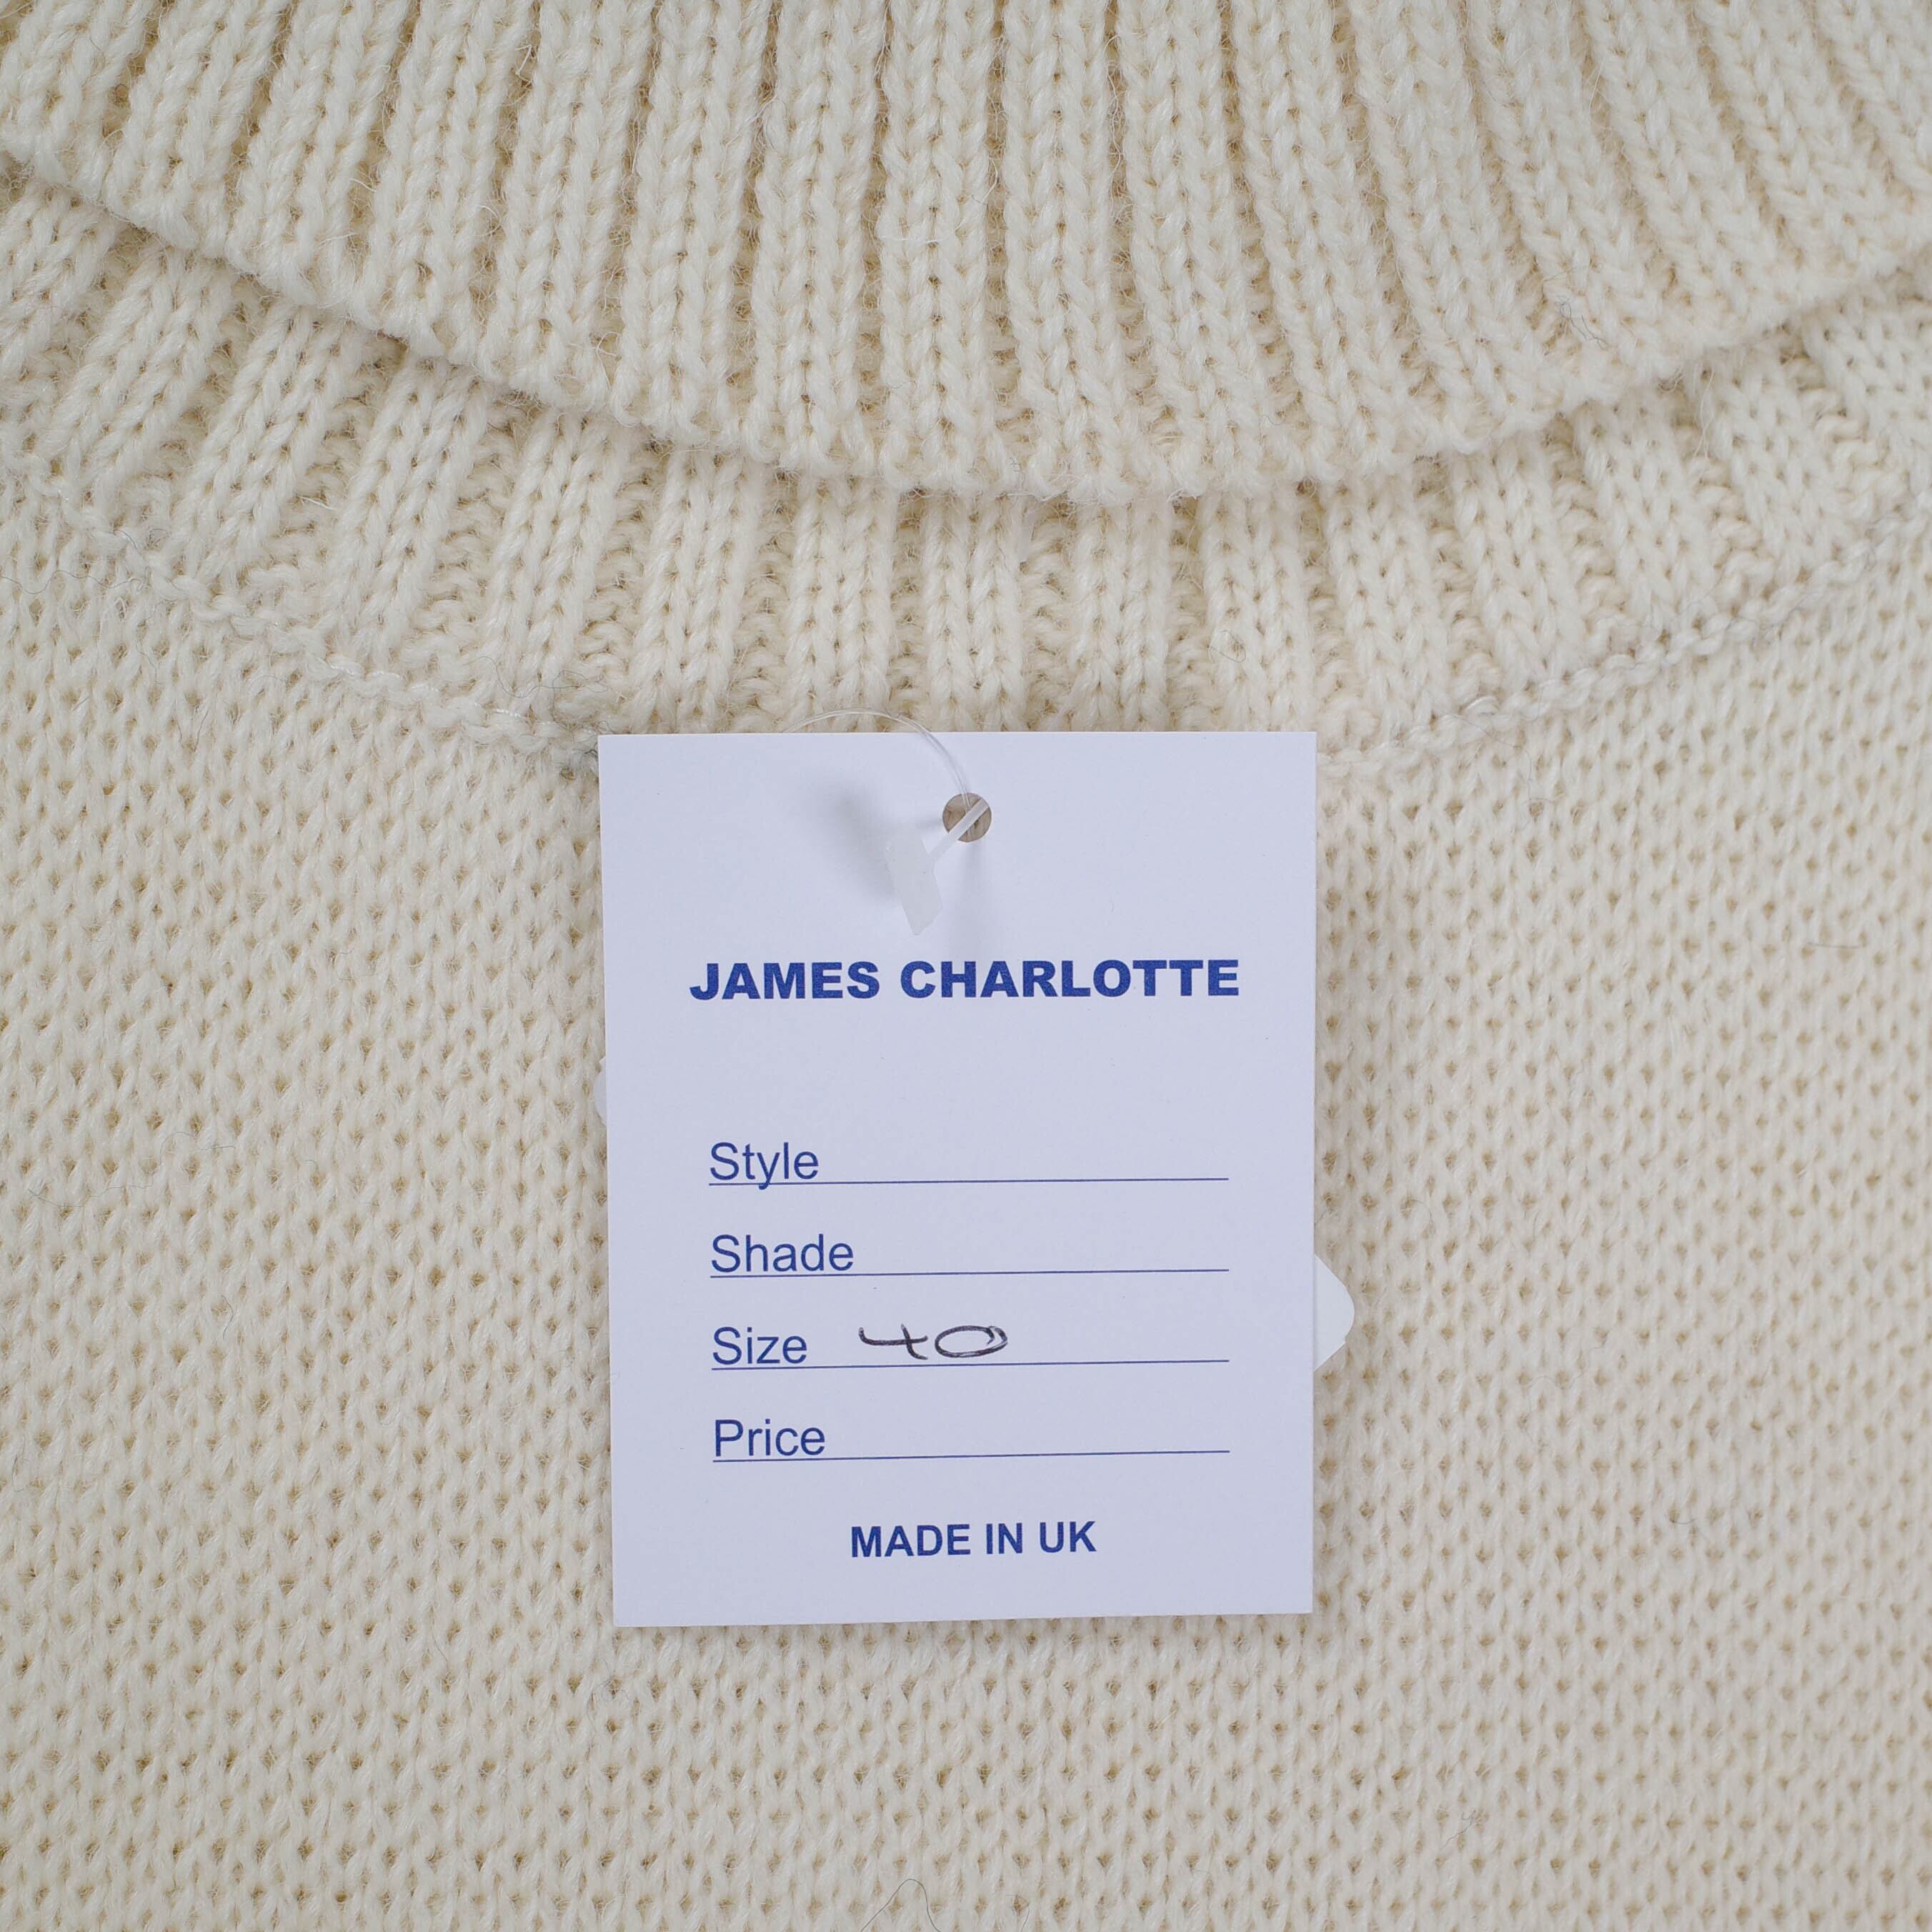 JAMES CHARLOTTE
Style
Shade
Size 40
Price
MADE IN UK